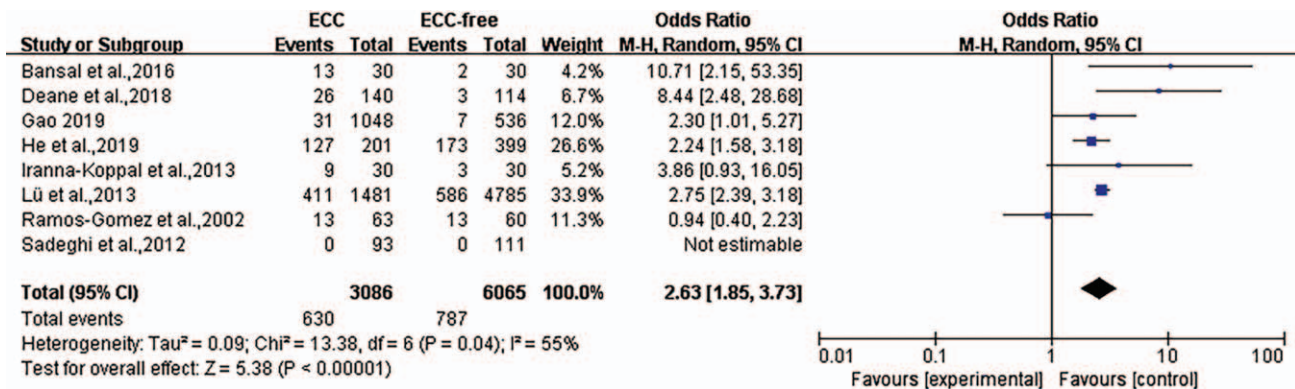 ECC ECC-free Odds Ratio Odds Ratio
Study or Subgroup Events Total Events Total Weight M-H, Random, 95% CI M-H, Random, 95% CI
Bansal et al.,2016 13 30 2 30 4.2% 10.71 [2.15, 53.35]
Deane et al.,2018 26 140 3 114 6.7% 8.44 [2.48, 28.68]
Gao 2019 31 1048 7 536 12.0% 2.30 [1.01, 5.27]
He et al.,2019 127 201 173 399 26.6% 2.24 [1.58, 3.18]
Iranna-Koppal et al.,2013 9 30 3 30 5.2% 3.86 [0.93, 16.05]
Lü et al.,2013 411 1481 586 4785 33.9% 2.75 [2.39, 3.18]
Ramos-Gomez et al.,2002 13 63 13 60 11.3% 0.94 [0.40, 2.23]
Sadeghi et al.,2012 0 93 0 111 Not estimable
Total (95% CI) 3086 6065 100.0% 2.63 [1.85, 3.73]
Total events 630 787
Heterogeneity: Tau² = 0.09; Chi² = 13.38, df = 6 (P = 0.04); I² = 55%
Test for overall effect: Z = 5.38 (P < 0.00001)
0.01 0.1 1 10 100
Favours [experimental] Favours [control]